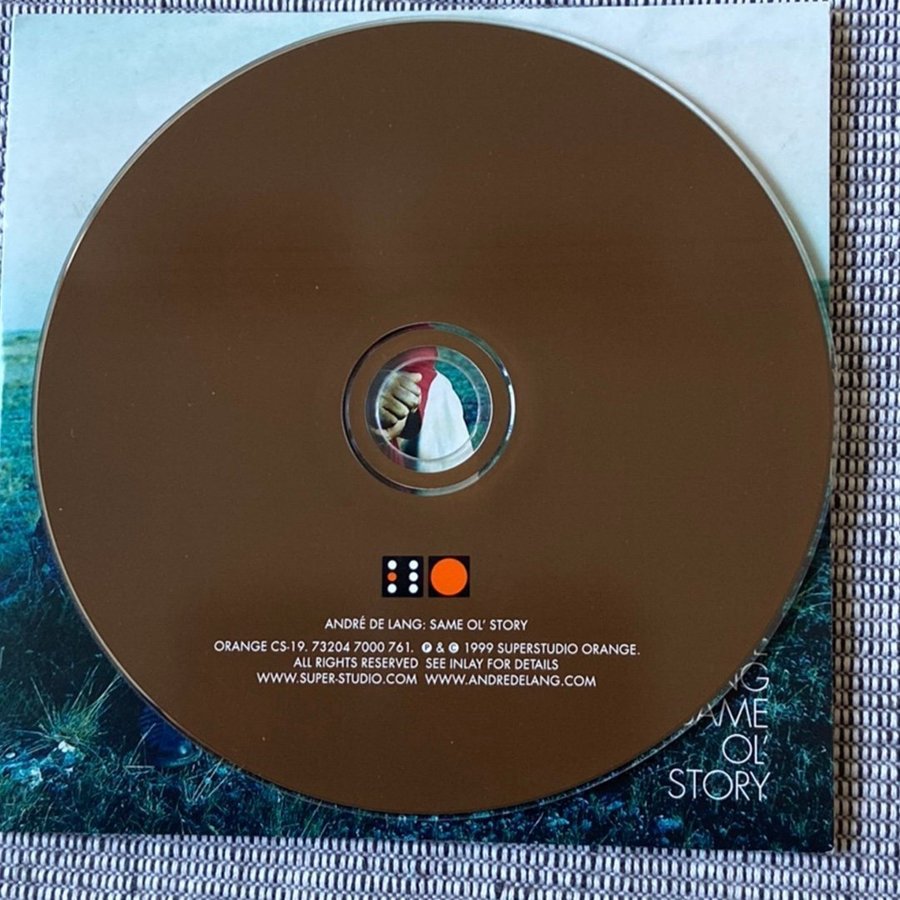 ANDRÉ DE LANG: SAME OL' STORY
ORANGE CS-19. 73204 7000 761. ℗ & © 1999 SUPERSTUDIO ORANGE.
ALL RIGHTS RESERVED SEE INLAY FOR DETAILS
WWW.SUPER-STUDIO.COM WWW.ANDREDELANG.COM
SAME
OL'
STORY